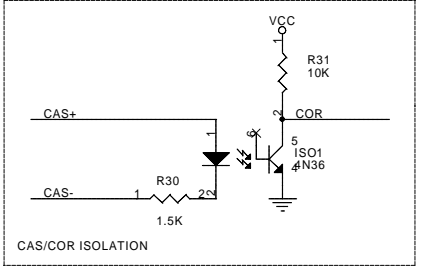 VCC
1
R31
10K
2
COR
CAS+
1
6
5
ISO1
4N36
4
R30
CAS-
1
2
2
1.5K
CAS/COR ISOLATION